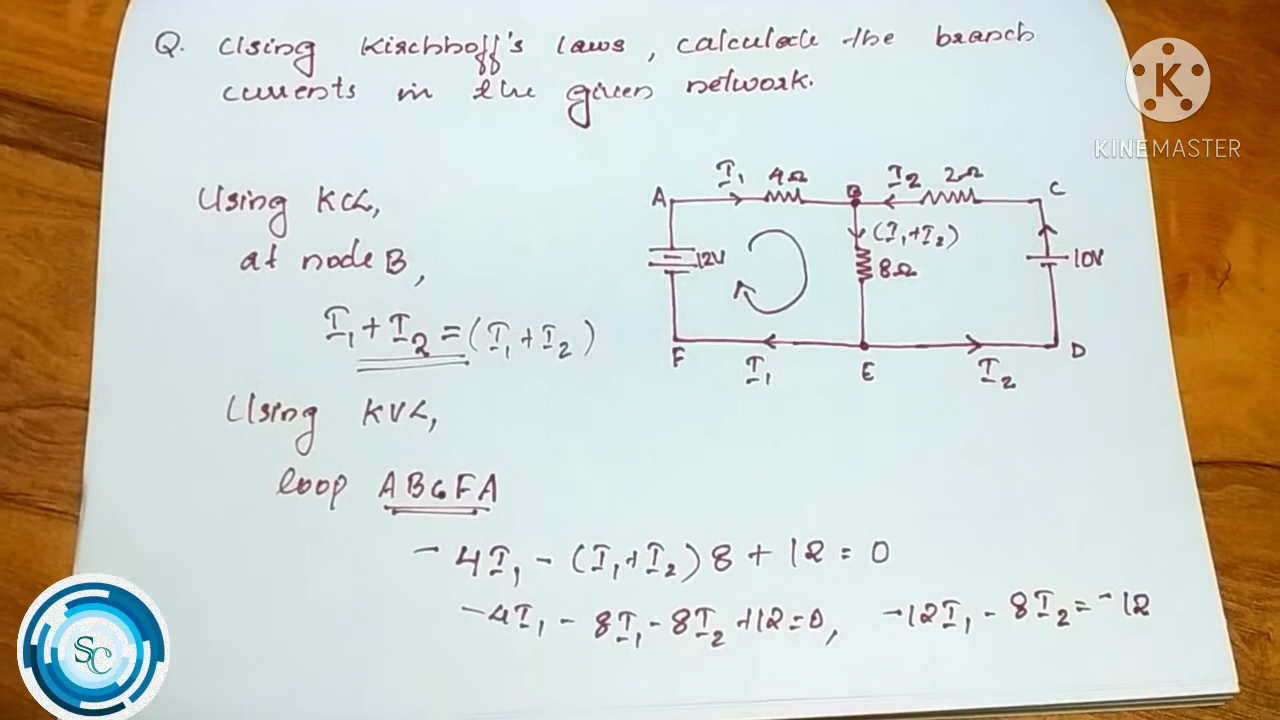 Q. Using Kirchhoff's laws, calculate the branch
currents in the given network.
K
KINEMASTER
Using KCL,
at node B,
I₁ + I₂ = (I₁ + I₂)
A I₁ 4Ω B I₂ 2Ω C
(I₁+I₂)
12V 8Ω 10V
F I₁ E I₂ D
Using KVL,
loop ABEFA
- 4I₁ - (I₁+I₂) 8 + 12 = 0
-4I₁ - 8I₁ - 8I₂ +12=0, -12I₁ - 8I₂ = -12
SC